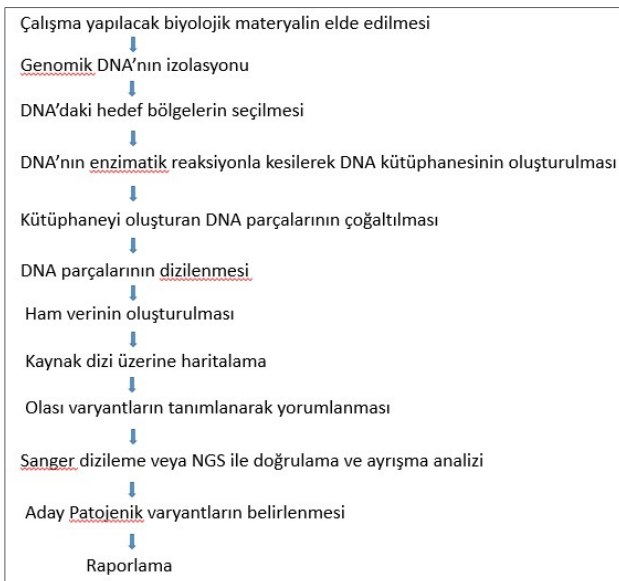 Çalışma yapılacak biyolojik materyalin elde edilmesi
Genomik DNA’nın izolasyonu
DNA’daki hedef bölgelerin seçilmesi
DNA’nın enzimatik reaksiyonla kesilerek DNA kütüphanesinin oluşturulması
Kütüphaneyi oluşturan DNA parçalarının çoğaltılması
DNA parçalarının dizilenmesi
Ham verinin oluşturulması
Kaynak dizi üzerine haritalama
Olası varyantların tanımlanarak yorumlanması
Sanger dizileme veya NGS ile doğrulama ve ayrışma analizi
Aday Patojenik varyantların belirlenmesi
Raporlama